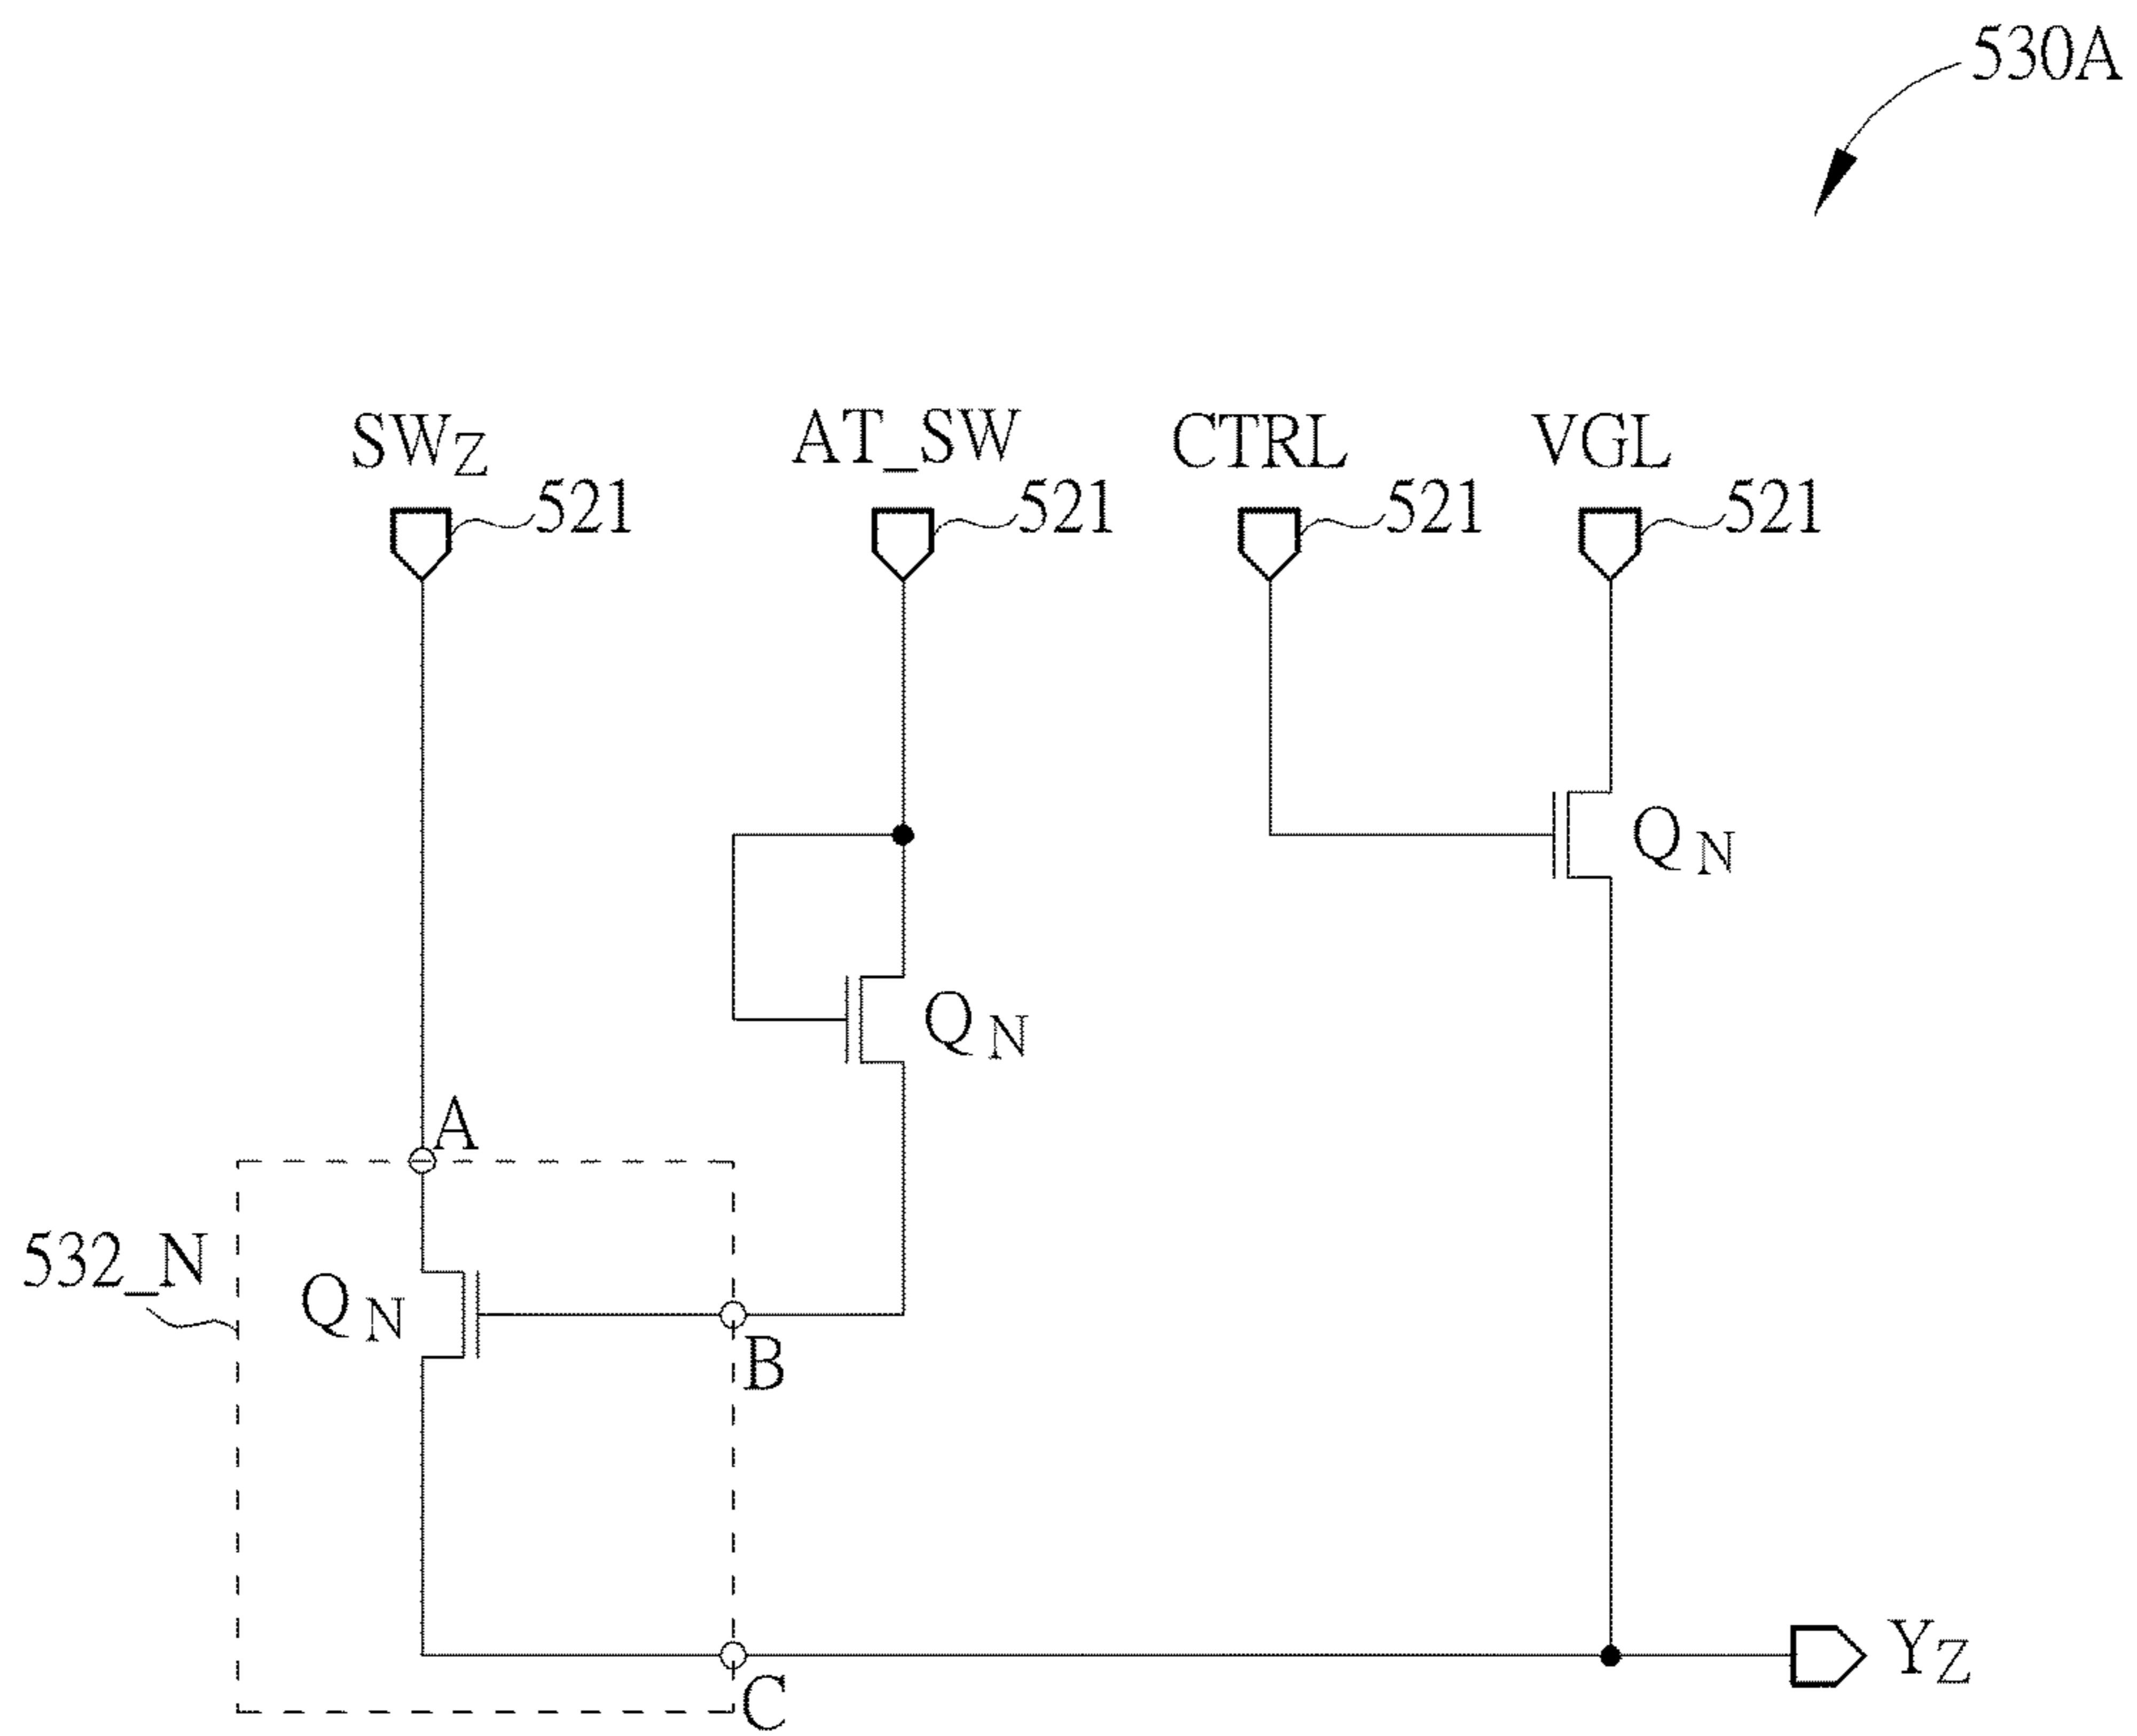 530A
SWZ AT_SW CTRL VGL
521 521 521 521
QN
QN
A
532_N
QN
B
YZ
C